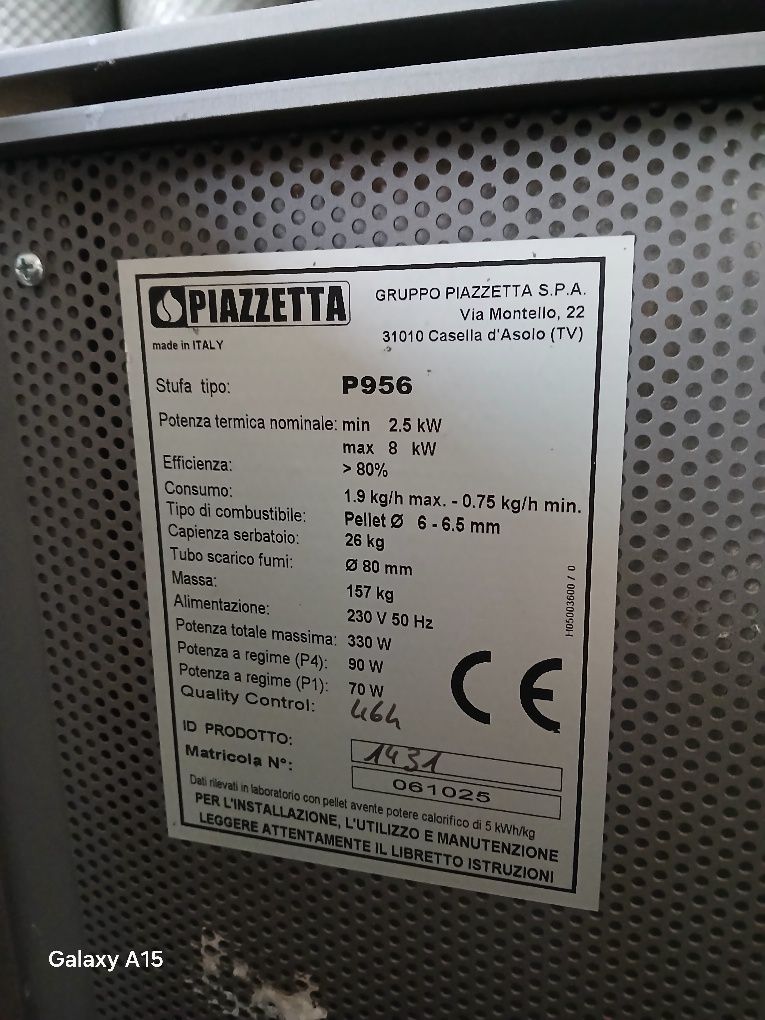 PIAZZETTA
GRUPPO PIAZZETTA S.P.A.
Via Montello, 22
31010 Casella d'Asolo (TV)
made in ITALY
Stufa tipo: P956
Potenza termica nominale: min 2.5 kW
max 8 kW
Efficienza: > 80%
Consumo: 1.9 kg/h max. - 0.75 kg/h min.
Tipo di combustibile: Pellet Ø 6 - 6.5 mm
Capienza serbatoio: 26 kg
Tubo scarico fumi: Ø 80 mm
Massa: 157 kg
Alimentazione: 230 V 50 Hz
Potenza totale massima: 330 W
Potenza a regime (P4): 90 W
Potenza a regime (P1): 70 W
Quality Control:
CE
H05003600 / 0
ID PRODOTTO: 1431
Matricola N°: 061025
Dati rilevati in laboratorio con pellet avente potere calorifico di 5 kWh/kg
PER L'INSTALLAZIONE, L'UTILIZZO E MANUTENZIONE
LEGGERE ATTENTAMENTE IL LIBRETTO ISTRUZIONI
Galaxy A15